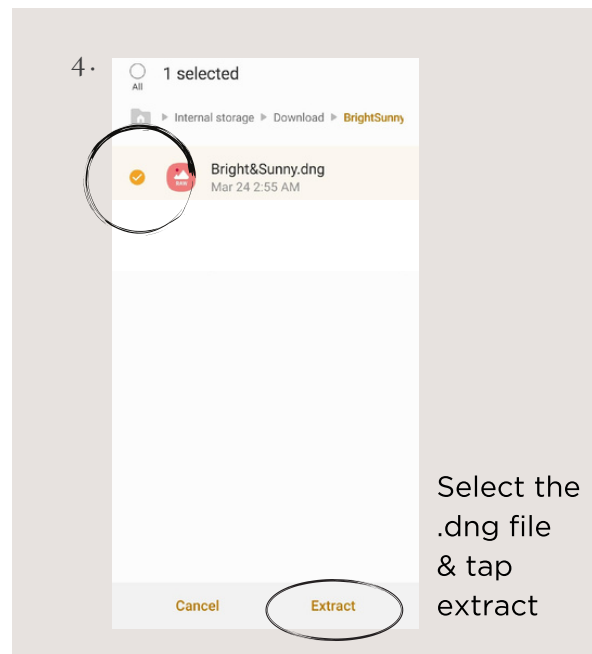 4.
1 selected
All
Internal storage ▶ Download ▶ BrightSunny
RAW
Bright&Sunny.dng
Mar 24 2:55 AM
Select the
.dng file
& tap
extract
Cancel
Extract